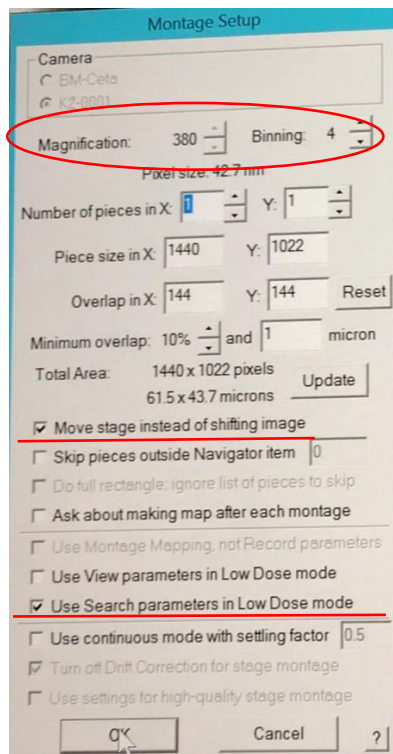 Montage Setup
Camera
BM-Ceta
KZ-0001
Magnification: 380 Binning: 4
Pixel size: 42.7 nm
Number of pieces in X: 1 Y: 1
Piece size in X: 1440 Y: 1022
Overlap in X: 144 Y: 144 Reset
Minimum overlap: 10% and 1 micron
Total Area: 1440 x 1022 pixels
61.5 x 43.7 microns Update
Move stage instead of shifting image
Skip pieces outside Navigator item 0
Do full rectangle; ignore list of pieces to skip
Ask about making map after each montage
Use Montage Mapping, not Record parameters
Use View parameters in Low Dose mode
Use Search parameters in Low Dose mode
Use continuous mode with settling factor 0.5
Turn off Drift Correction for stage montage
Use settings for high-quality stage montage
OK Cancel ?